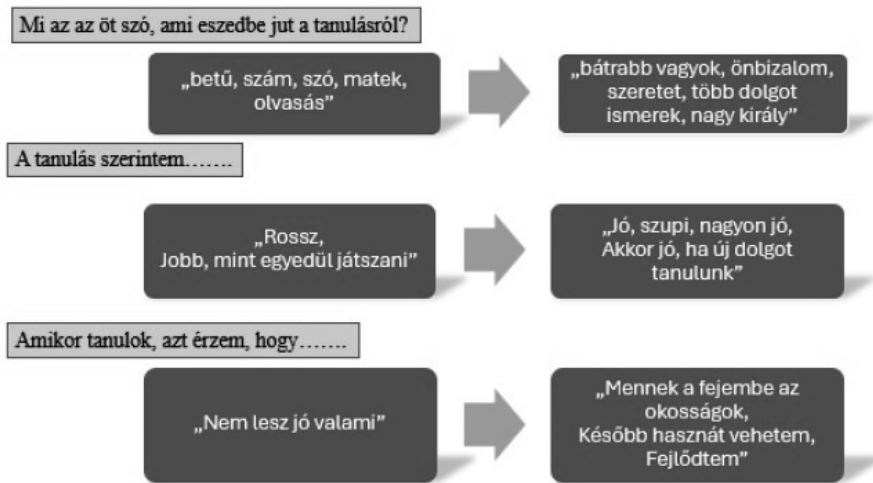 Mi az az öt szó, ami eszedbe jut a tanulásról?
„betű, szám, szó, matek,
olvasás”
„bátrabb vagyok, önbizalom,
szeretet, több dolgot
ismerek, nagy király”
A tanulás szerintem…….
„Rossz,
Jobb, mint egyedül játszani”
„Jó, szupi, nagyon jó,
Akkor jó, ha új dolgot
tanulunk”
Amikor tanulok, azt érzem, hogy…….
„Nem lesz jó valami”
„Mennek a fejembe az
okosságok,
Később hasznát vehetem,
Fejlődtem”